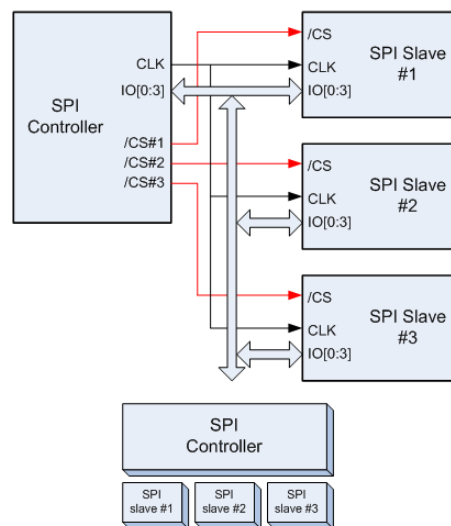 SPI
Controller
CLK
IO[0:3]
/CS#1
/CS#2
/CS#3
/CS
CLK
IO[0:3]
SPI Slave
#1
/CS
CLK
IO[0:3]
SPI Slave
#2
/CS
CLK
IO[0:3]
SPI Slave
#3
SPI
Controller
SPI
slave #1
SPI
slave #2
SPI
slave #3